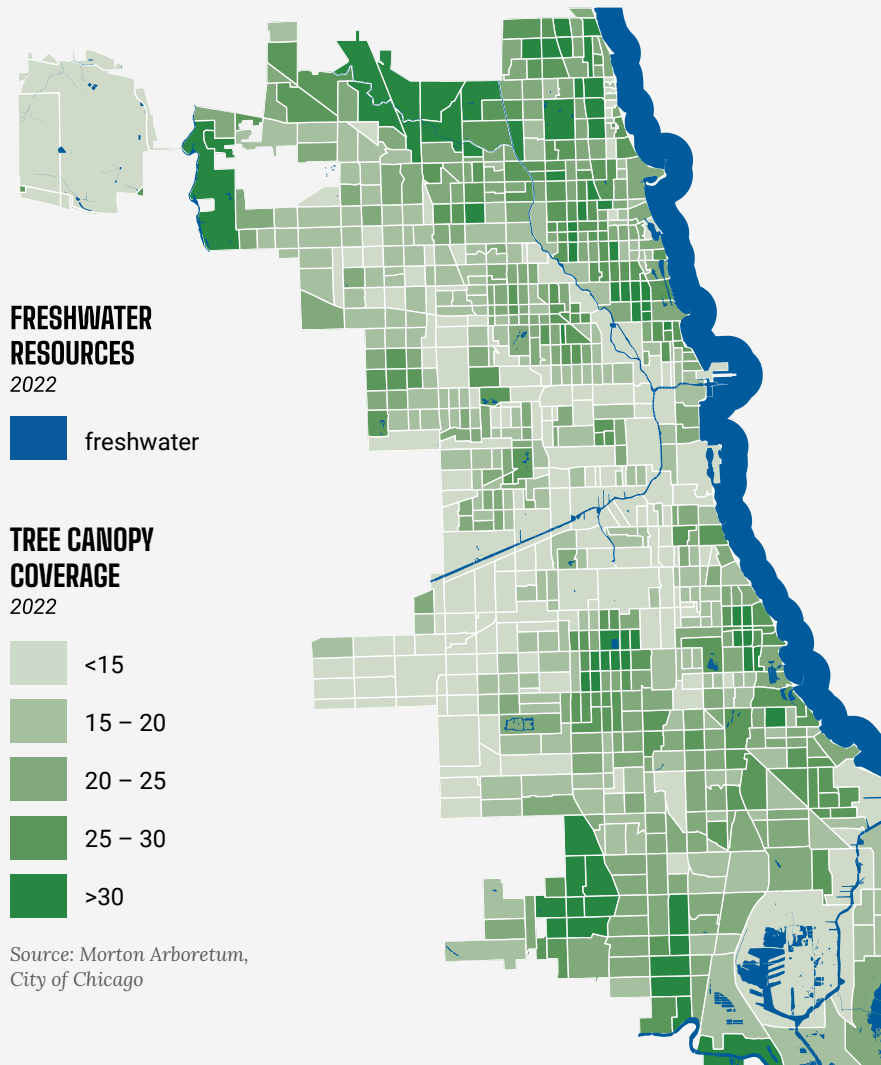 FRESHWATER
RESOURCES
2022
freshwater
TREE CANOPY
COVERAGE
2022
<15
15 – 20
20 – 25
25 – 30
>30
Source: Morton Arboretum,
City of Chicago